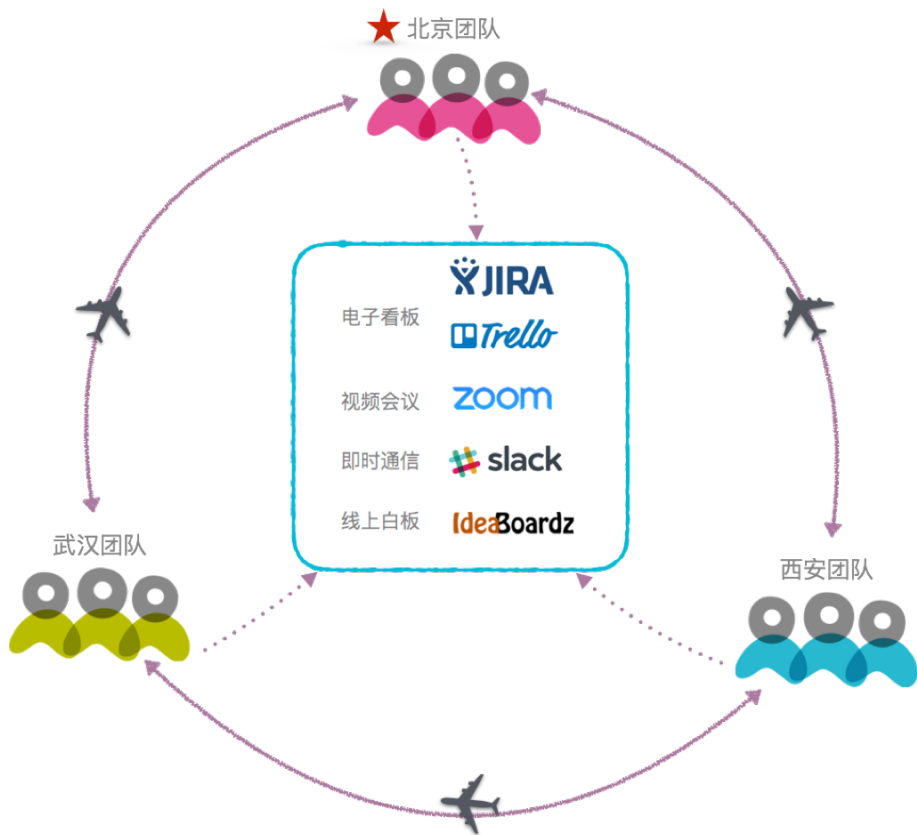 北京团队
电子看板
JIRA
Trello
视频会议
zoom
即时通信
slack
线上白板
IdeaBoardz
武汉团队
西安团队